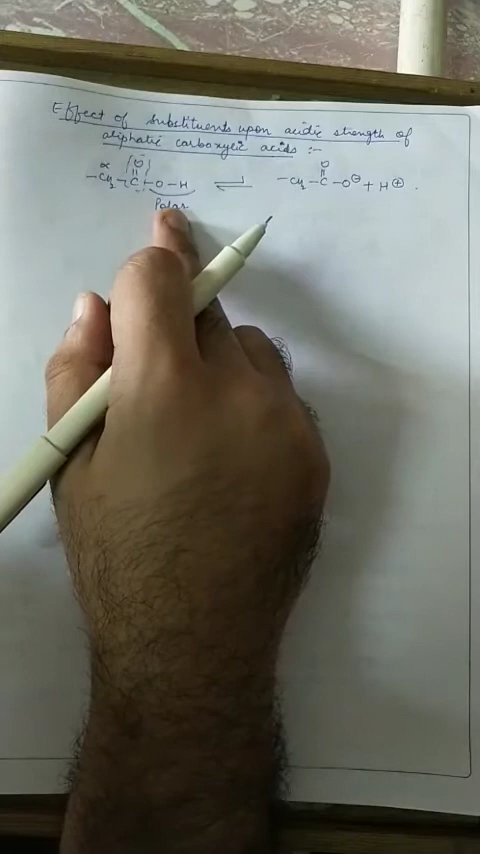 Effect of substituents upon acidic strength of
aliphatic carboxylic acids :-
α O O
-CH2-C-O-H ⇌ -CH2-C-O⊖ + H⊕ .
Polar